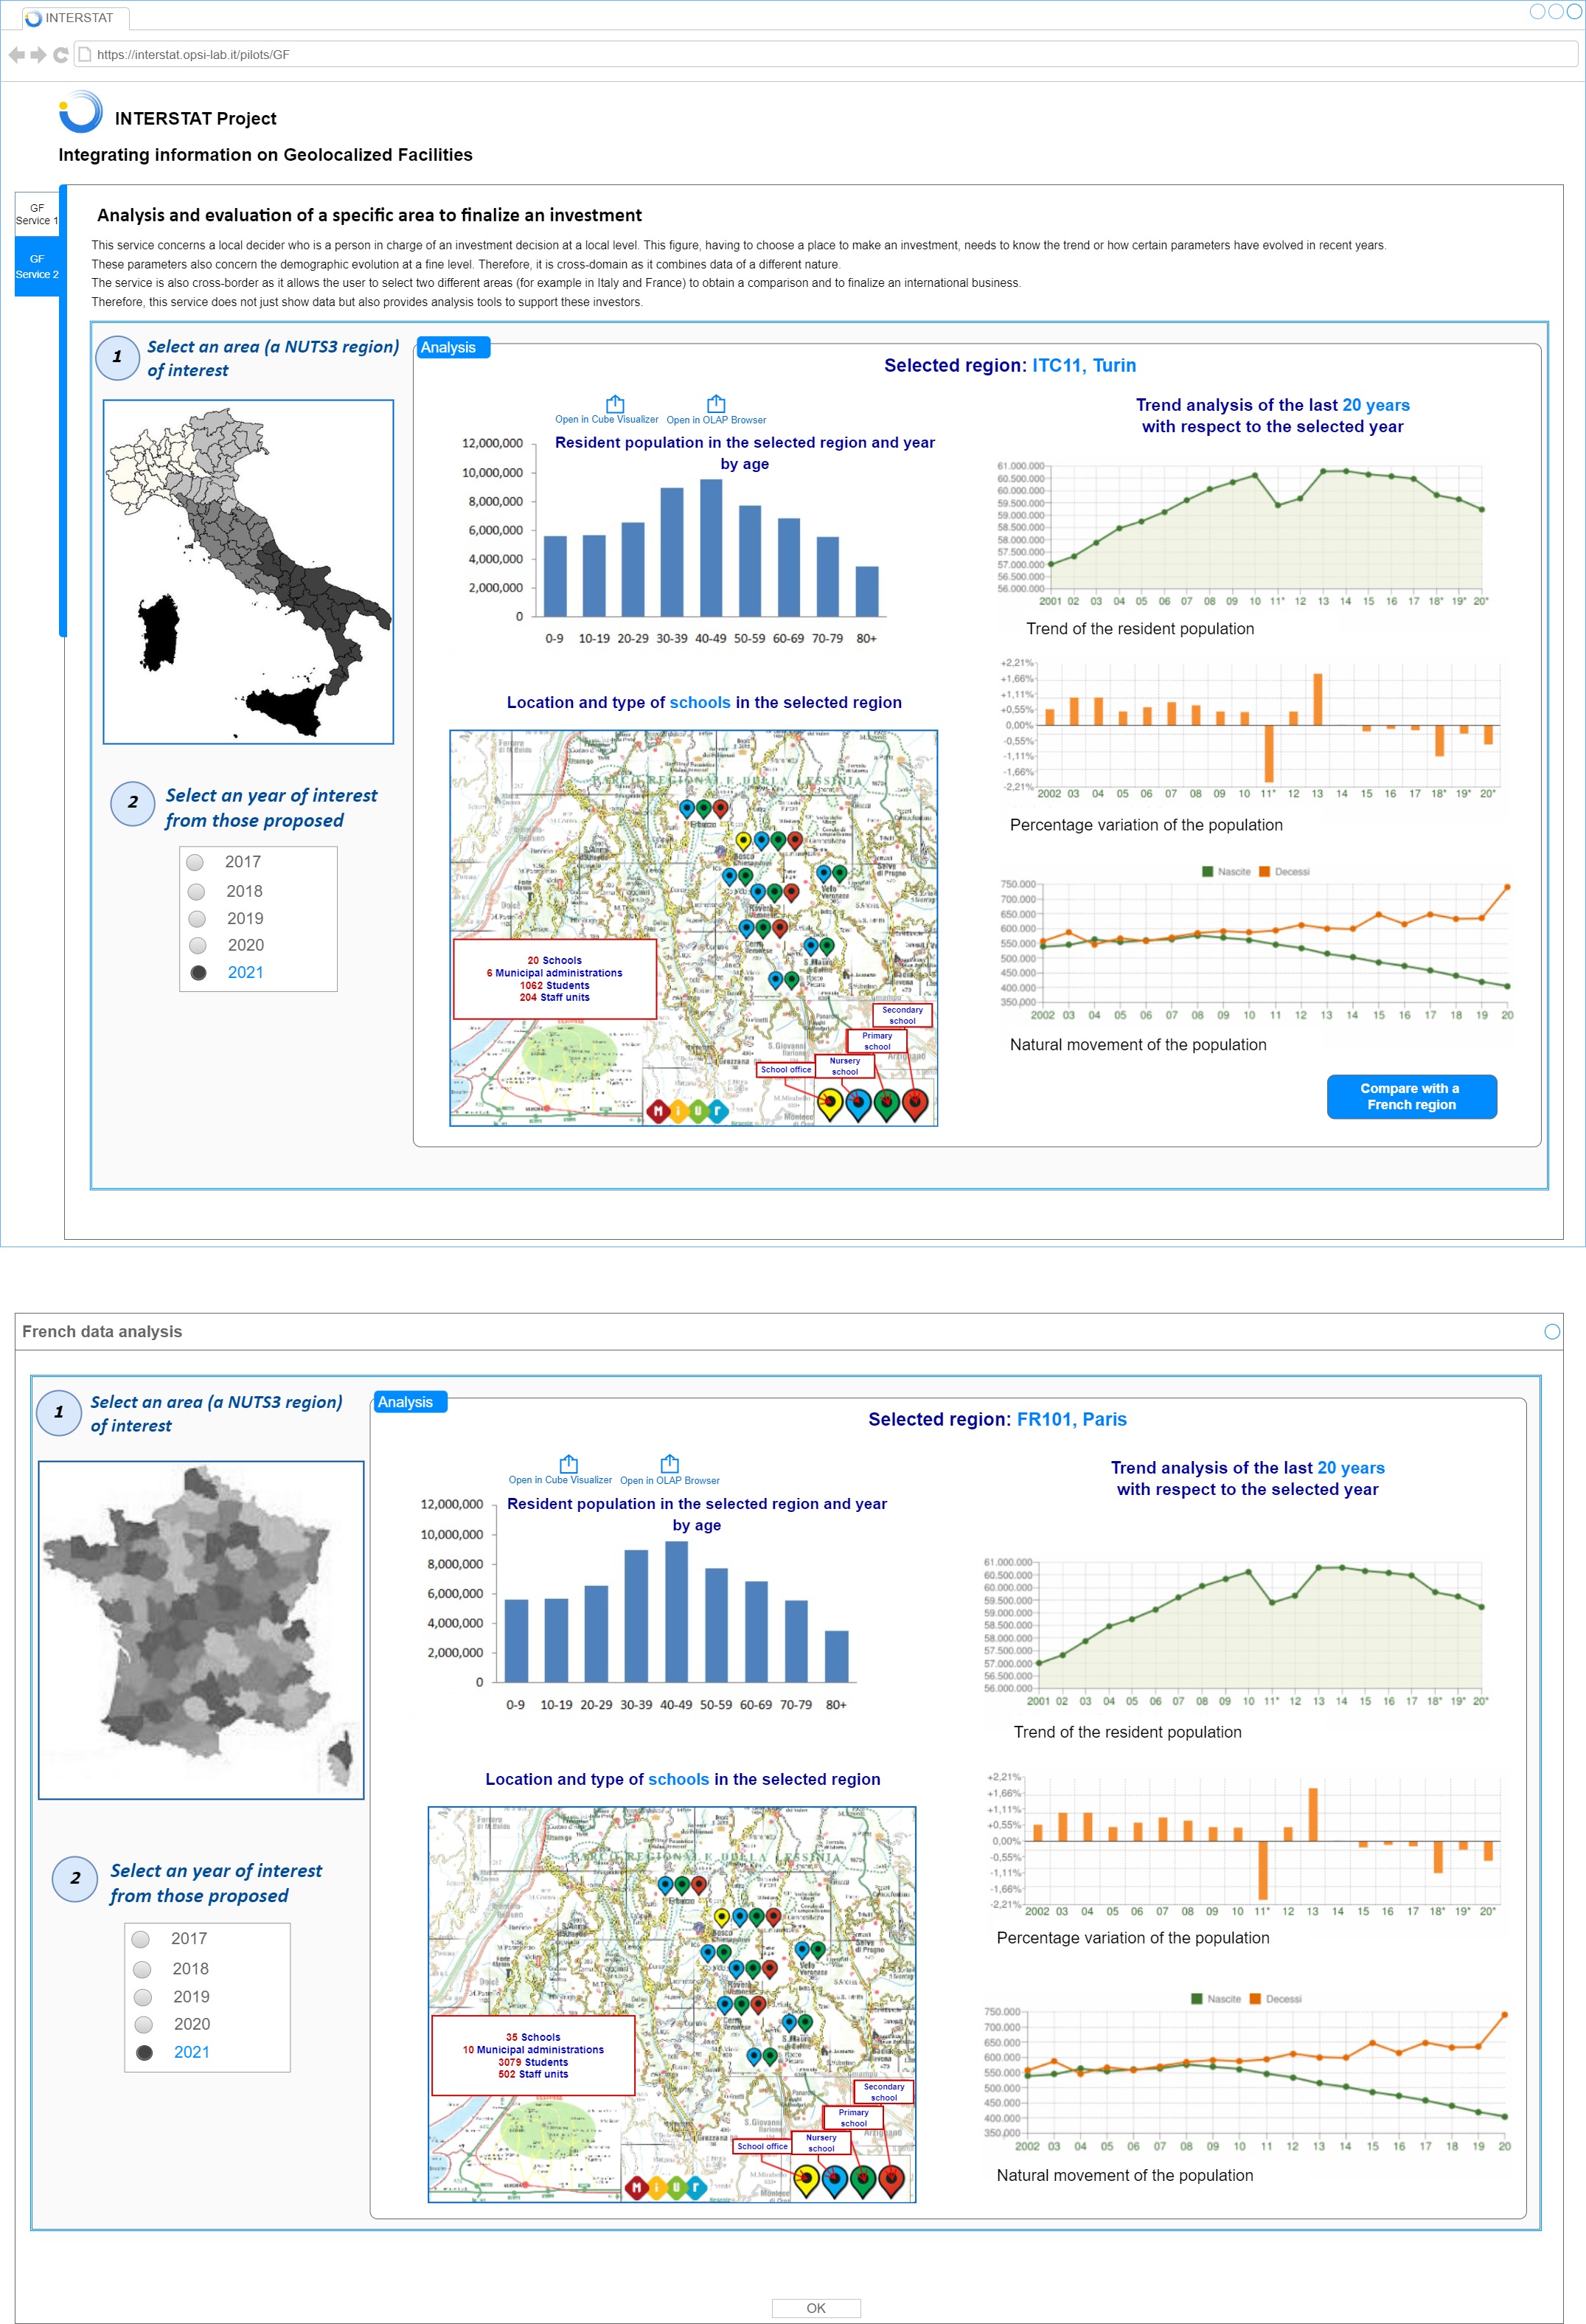 INTERSTAT
https://interstat.opsi-lab.it/pilots/GF
INTERSTAT Project
Integrating information on Geolocalized Facilities
GF
Service 1
GF
Service 2
Analysis and evaluation of a specific area to finalize an investment
This service concerns a local decider who is a person in charge of an investment decision at a local level. This figure, having to choose a place to make an investment, needs to know the trend or how certain parameters have evolved in recent years.
These parameters also concern the demographic evolution at a fine level. Therefore, it is cross-domain as it combines data of a different nature.
The service is also cross-border as it allows the user to select two different areas (for example in Italy and France) to obtain a comparison and to finalize an international business.
Therefore, this service does not just show data but also provides analysis tools to support these investors.
1
Select an area (a NUTS3 region)
of interest
2
Select an year of interest
from those proposed
2017
2018
2019
2020
2021
Analysis
Selected region: ITC11, Turin
Open in Cube Visualizer Open in OLAP Browser
Resident population in the selected region and year
by age
12,000,000
10,000,000
8,000,000
6,000,000
4,000,000
2,000,000
0
0-9 10-19 20-29 30-39 40-49 50-59 60-69 70-79 80+
Location and type of schools in the selected region
PARCO REGIONALE DELLA LESSINIA
20 Schools
6 Municipal administrations
1062 Students
204 Staff units
Secondary
school
Primary
school
Nursery
school
School office
MiUr
Trend analysis of the last 20 years
with respect to the selected year
61.000.000
60.500.000
60.000.000
59.500.000
59.000.000
58.500.000
58.000.000
57.500.000
57.000.000
56.500.000
56.000.000
2001 02 03 04 05 06 07 08 09 10 11* 12 13 14 15 16 17 18* 19* 20*
Trend of the resident population
+2,21%
+1,66%
+1,11%
+0,55%
0,00%
-0,55%
-1,11%
-1,66%
-2,21%
2002 03 04 05 06 07 08 09 10 11* 12 13 14 15 16 17 18* 19* 20*
Percentage variation of the population
Nascite Decessi
750.000
700.000
650.000
600.000
550.000
500.000
450.000
400.000
350.000
2002 03 04 05 06 07 08 09 10 11 12 13 14 15 16 17 18 19 20
Natural movement of the population
Compare with a
French region
French data analysis
1
Select an area (a NUTS3 region)
of interest
2
Select an year of interest
from those proposed
2017
2018
2019
2020
2021
Analysis
Selected region: FR101, Paris
Open in Cube Visualizer Open in OLAP Browser
Resident population in the selected region and year
by age
12,000,000
10,000,000
8,000,000
6,000,000
4,000,000
2,000,000
0
0-9 10-19 20-29 30-39 40-49 50-59 60-69 70-79 80+
Location and type of schools in the selected region
PARCO REGIONALE DELLA LESSINIA
35 Schools
10 Municipal administrations
3079 Students
502 Staff units
Secondary
school
Primary
school
Nursery
school
School office
MiUr
Trend analysis of the last 20 years
with respect to the selected year
61.000.000
60.500.000
60.000.000
59.500.000
59.000.000
58.500.000
58.000.000
57.500.000
57.000.000
56.500.000
56.000.000
2001 02 03 04 05 06 07 08 09 10 11* 12 13 14 15 16 17 18* 19* 20*
Trend of the resident population
+2,21%
+1,66%
+1,11%
+0,55%
0,00%
-0,55%
-1,11%
-1,66%
-2,21%
2002 03 04 05 06 07 08 09 10 11* 12 13 14 15 16 17 18* 19* 20*
Percentage variation of the population
Nascite Decessi
750.000
700.000
650.000
600.000
550.000
500.000
450.000
400.000
350.000
2002 03 04 05 06 07 08 09 10 11 12 13 14 15 16 17 18 19 20
Natural movement of the population
OK